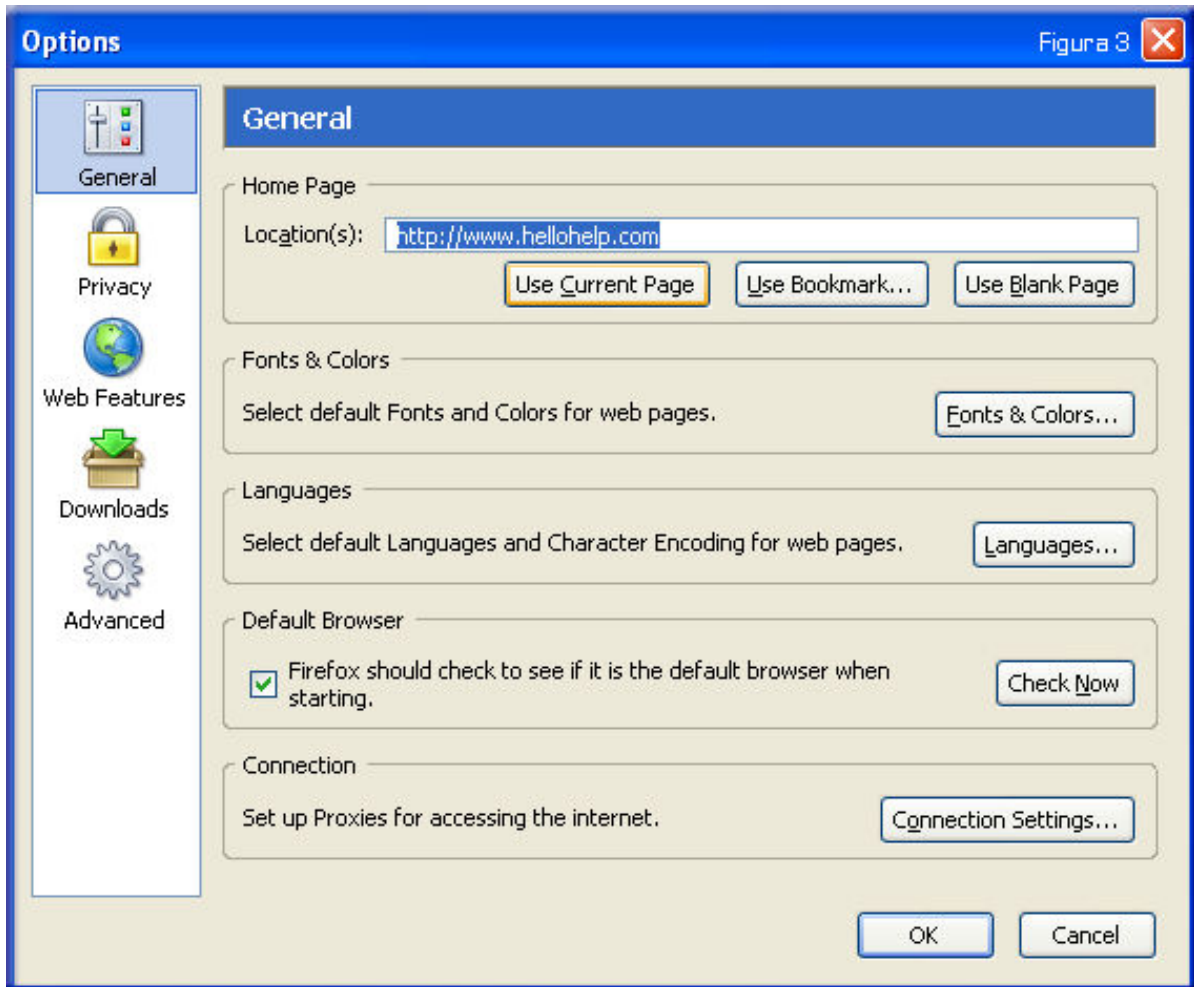 Options
Figura 3
General
Privacy
Web Features
Downloads
Advanced
General
Home Page
Location(s): http://www.hellohelp.com
Use Current Page Use Bookmark... Use Blank Page
Fonts & Colors
Select default Fonts and Colors for web pages. Fonts & Colors...
Languages
Select default Languages and Character Encoding for web pages. Languages...
Default Browser
Firefox should check to see if it is the default browser when
starting.
Check Now
Connection
Set up Proxies for accessing the internet. Connection Settings...
OK Cancel